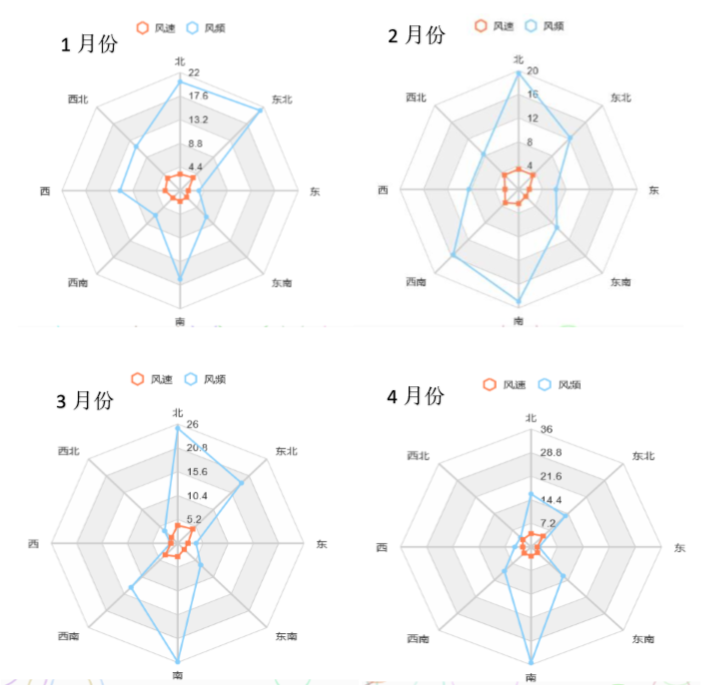 1 月份
风速 风频
北
22
17.6
13.2
8.8
4.4
西北
东北
西
东
西南
东南
南
2 月份
风速 风频
北
20
16
12
8
4
西北
东北
西
东
西南
东南
南
3 月份
风速 风频
北
26
20.8
15.6
10.4
5.2
西北
东北
西
东
西南
东南
南
4 月份
风速 风频
北
36
28.8
21.6
14.4
7.2
西北
东北
西
东
西南
东南
南